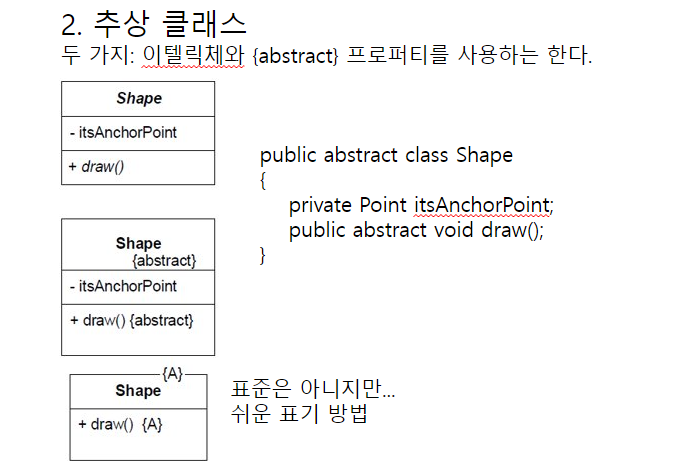 2. 추상 클래스
두 가지: 이텔릭체와 {abstract} 프로퍼티를 사용하는 한다.
Shape
- itsAnchorPoint
+ draw()
public abstract class Shape
{
private Point itsAnchorPoint;
public abstract void draw();
}
Shape
{abstract}
- itsAnchorPoint
+ draw() {abstract}
{A}
Shape
+ draw() {A}
표준은 아니지만...
쉬운 표기 방법